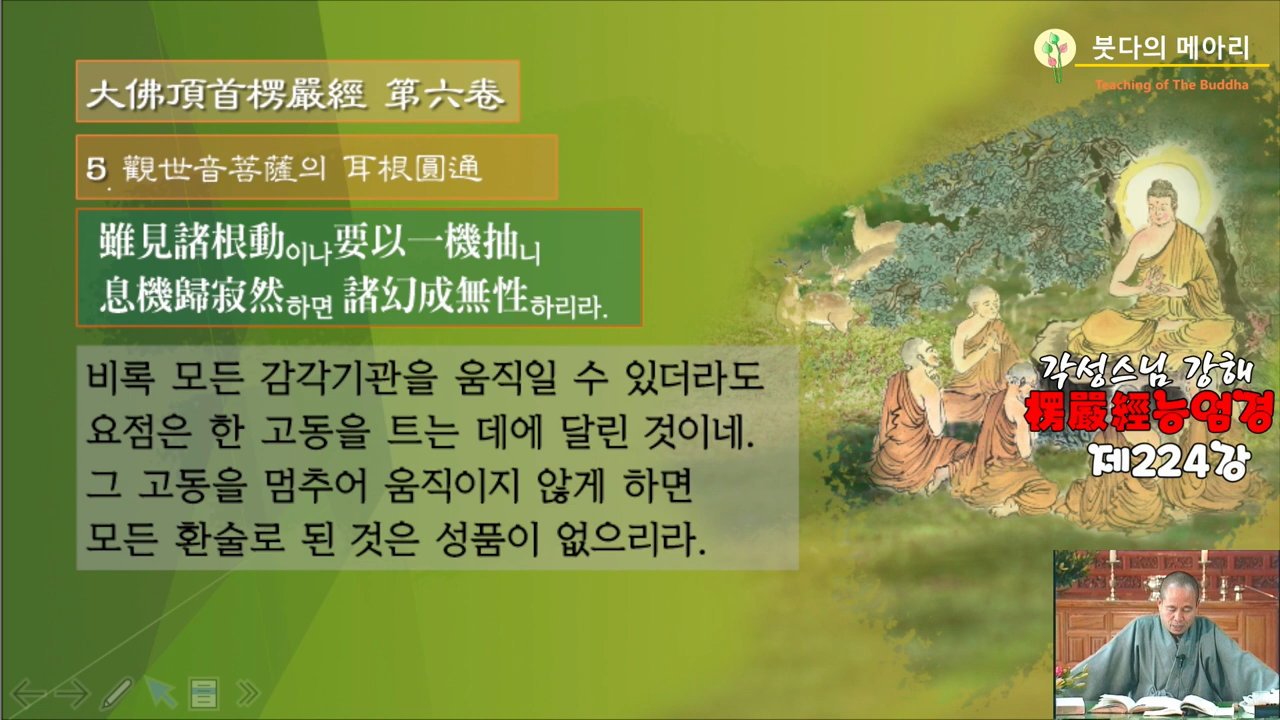 大佛頂首楞嚴經 第六卷
5. 觀世音菩薩의 耳根圓通
雖見諸根動이나要以一機抽니
息機歸寂然하면 諸幻成無性하리라.
비록 모든 감각기관을 움직일 수 있더라도
요점은 한 고동을 트는 데에 달린 것이네.
그 고동을 멈추어 움직이지 않게 하면
모든 환술로 된 것은 성품이 없으리라.
붓다의 메아리
Teaching of The Buddha
각성스님 강해
楞嚴經능엄경
제224강